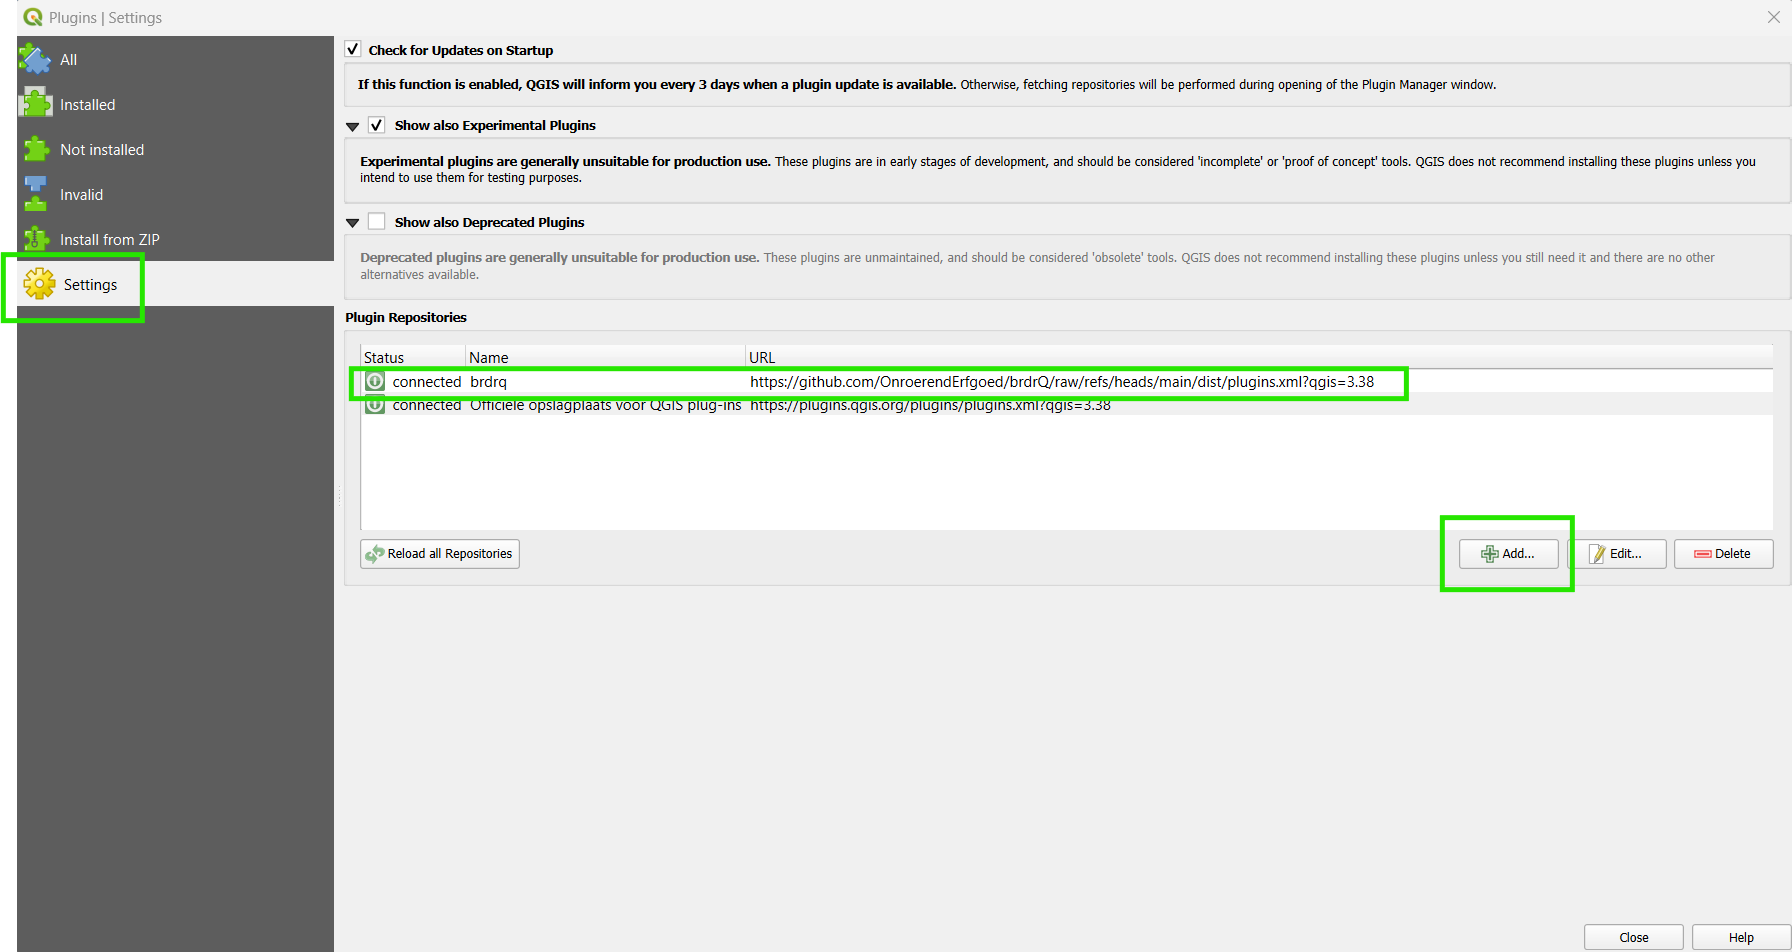 Plugins | Settings
All
Installed
Not installed
Invalid
Install from ZIP
Settings
Check for Updates on Startup
If this function is enabled, QGIS will inform you every 3 days when a plugin update is available. Otherwise, fetching repositories will be performed during opening of the Plugin Manager window.
Show also Experimental Plugins
Experimental plugins are generally unsuitable for production use. These plugins are in early stages of development, and should be considered 'incomplete' or 'proof of concept' tools. QGIS does not recommend installing these plugins unless you
intend to use them for testing purposes.
Show also Deprecated Plugins
Deprecated plugins are generally unsuitable for production use. These plugins are unmaintained, and should be considered 'obsolete' tools. QGIS does not recommend installing these plugins unless you still need it and there are no other
alternatives available.
Plugin Repositories
Status Name URL
connected brdrq https://github.com/OnroerendErfgoed/brdrQ/raw/refs/heads/main/dist/plugins.xml?qgis=3.38
connected Officiële opslagplaats voor QGIS plug-ins https://plugins.qgis.org/plugins/plugins.xml?qgis=3.38
Reload all Repositories Add... Edit... Delete
Close Help